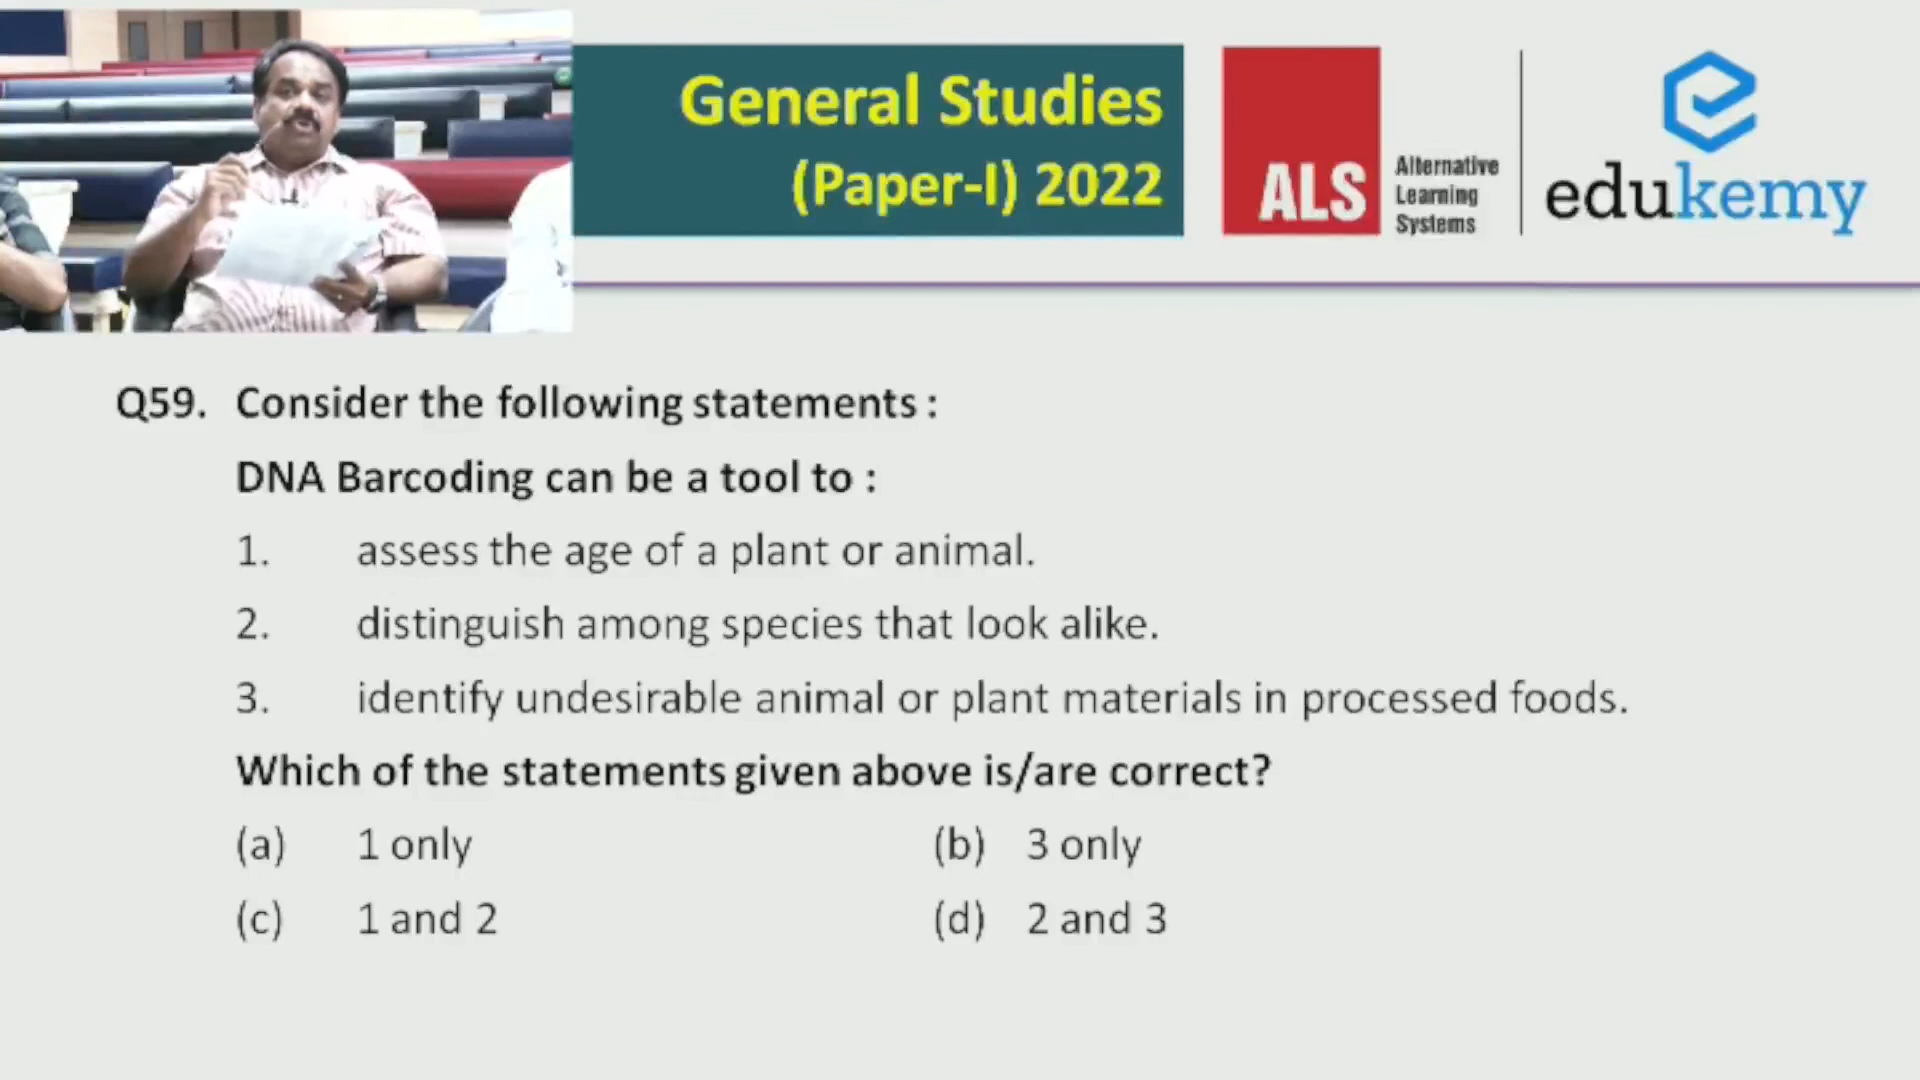 General Studies
(Paper-I) 2022
ALS
Alternative
Learning
Systems
edukemy
Q59. Consider the following statements :
DNA Barcoding can be a tool to :
1. assess the age of a plant or animal.
2. distinguish among species that look alike.
3. identify undesirable animal or plant materials in processed foods.
Which of the statements given above is/are correct?
(a) 1 only (b) 3 only
(c) 1 and 2 (d) 2 and 3